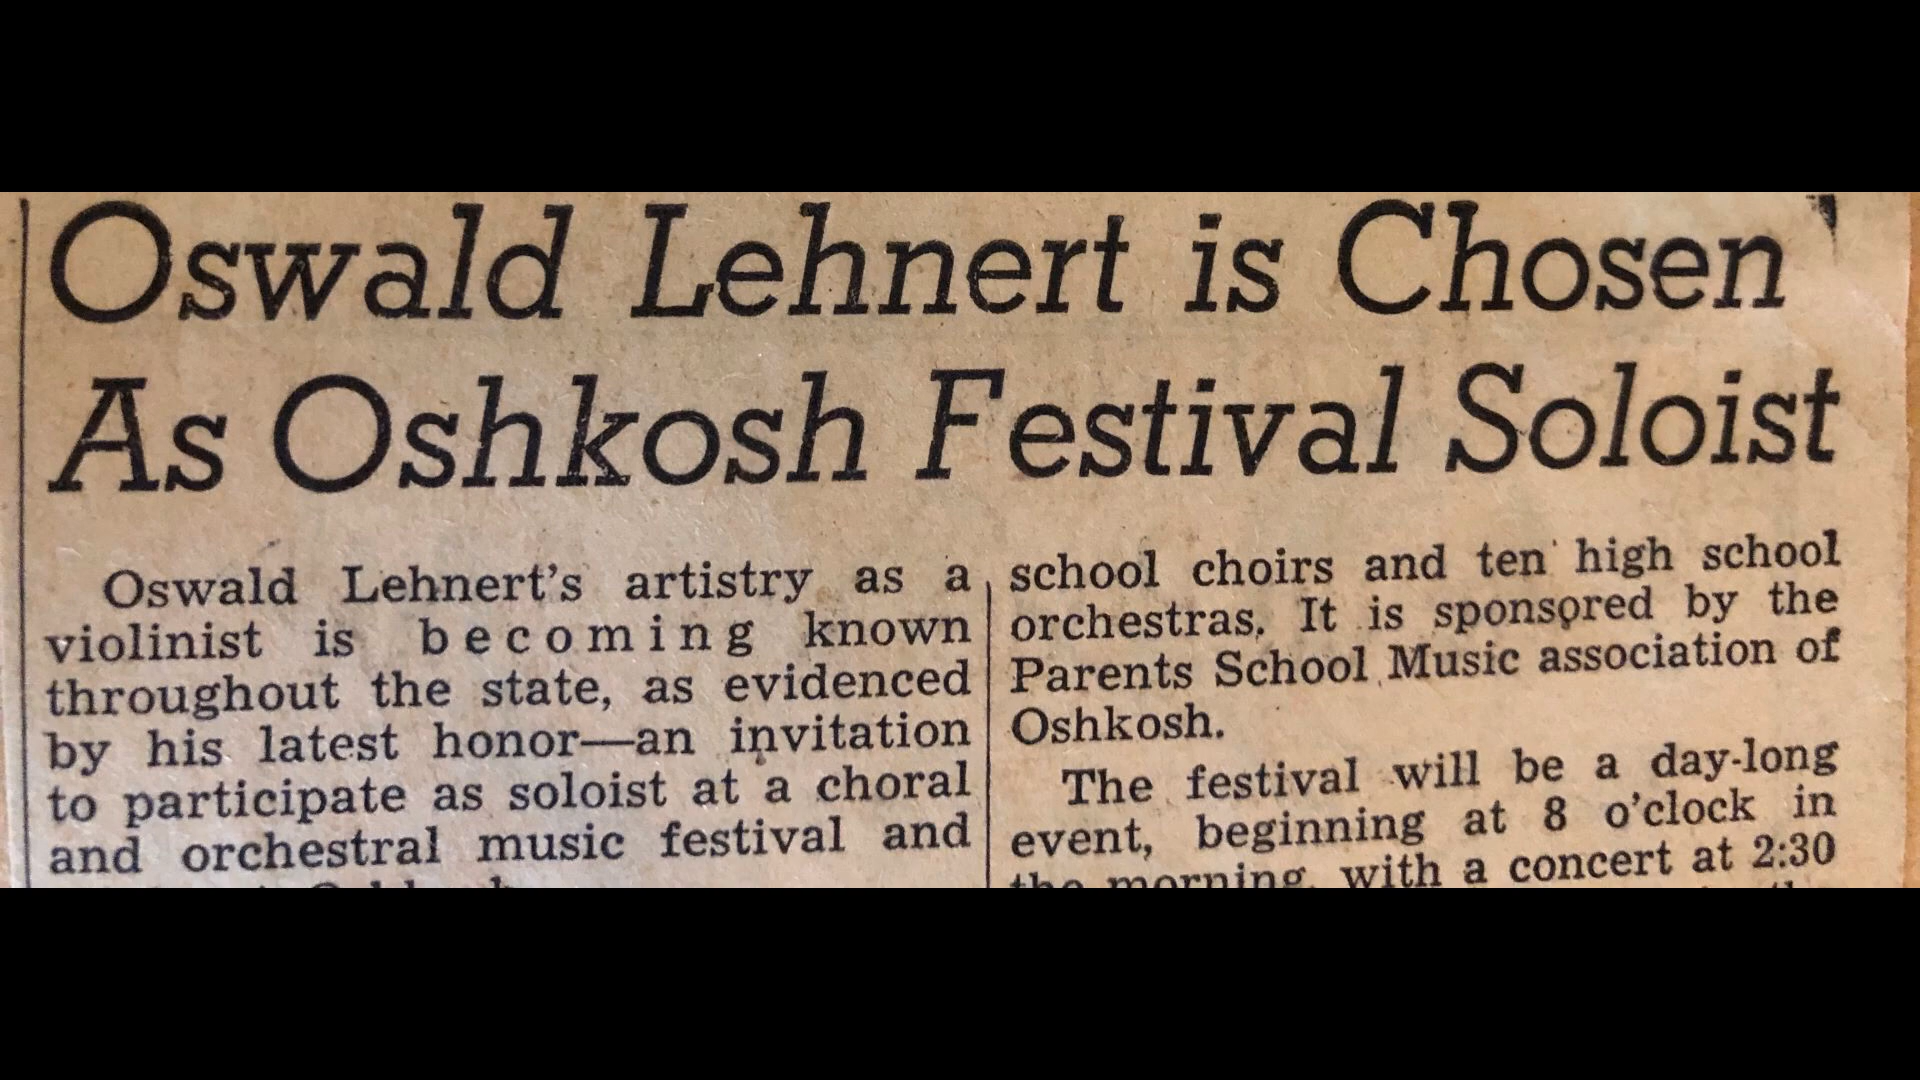 Oswald Lehnert is Chosen
As Oshkosh Festival Soloist
Oswald Lehnert's artistry as a
violinist is becoming known
throughout the state, as evidenced
by his latest honor—an invitation
to participate as soloist at a choral
and orchestral music festival and
school choirs and ten high school
orchestras. It is sponsored by the
Parents School Music association of
Oshkosh.
The festival will be a day-long
event, beginning at 8 o'clock in
the morning, with a concert at 2:30